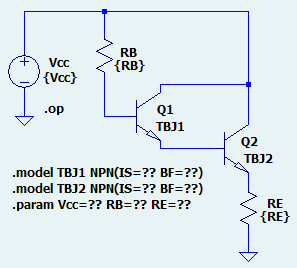 Vcc
{Vcc}
.op
RB
{RB}
Q1
TBJ1
Q2
TBJ2
.model TBJ1 NPN(IS=?? BF=??)
.model TBJ2 NPN(IS=?? BF=??)
.param Vcc=?? RB=?? RE=??
RE
{RE}